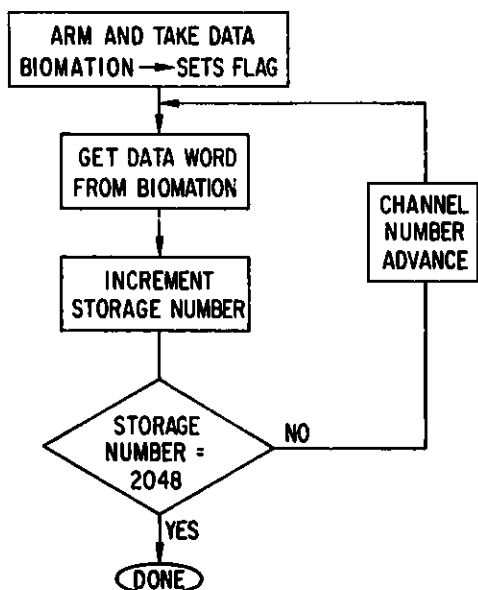 ARM AND TAKE DATA
BIOMATION → SETS FLAG
GET DATA WORD
FROM BIOMATION
CHANNEL
NUMBER
ADVANCE
INCREMENT
STORAGE NUMBER
STORAGE
NUMBER =
2048
NO
YES
DONE